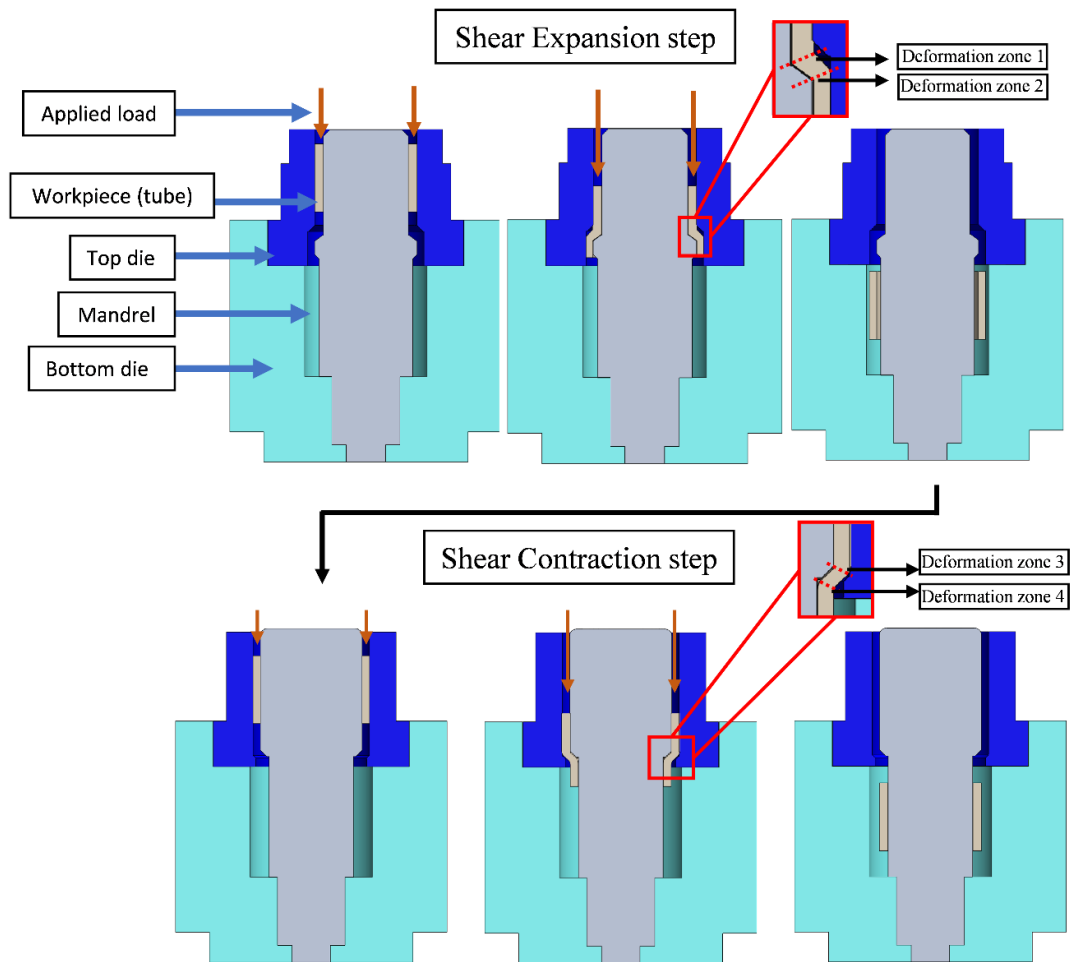 Shear Expansion step
Deformation zone 1
Deformation zone 2
Applied load
Workpiece (tube)
Top die
Mandrel
Bottom die
Shear Contraction step
Deformation zone 3
Deformation zone 4